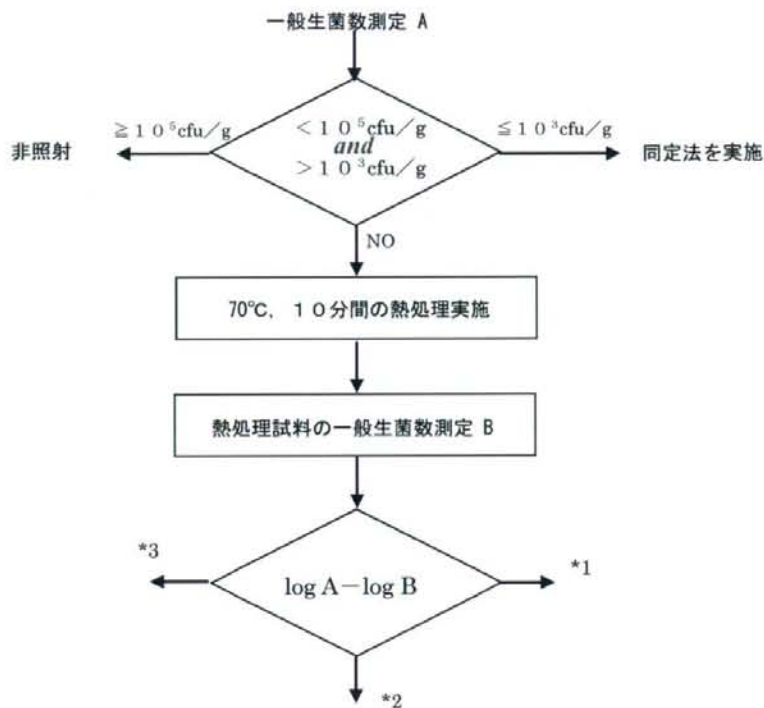 一般生菌数測定 A
≧１０⁵cfu／g
＜１０⁵cfu／g
and
＞１０³cfu／g
≦１０³cfu／g
非照射
同定法を実施
NO
70℃，１０分間の熱処理実施
熱処理試料の一般生菌数測定 B
*3
log A－log B
*1
*2